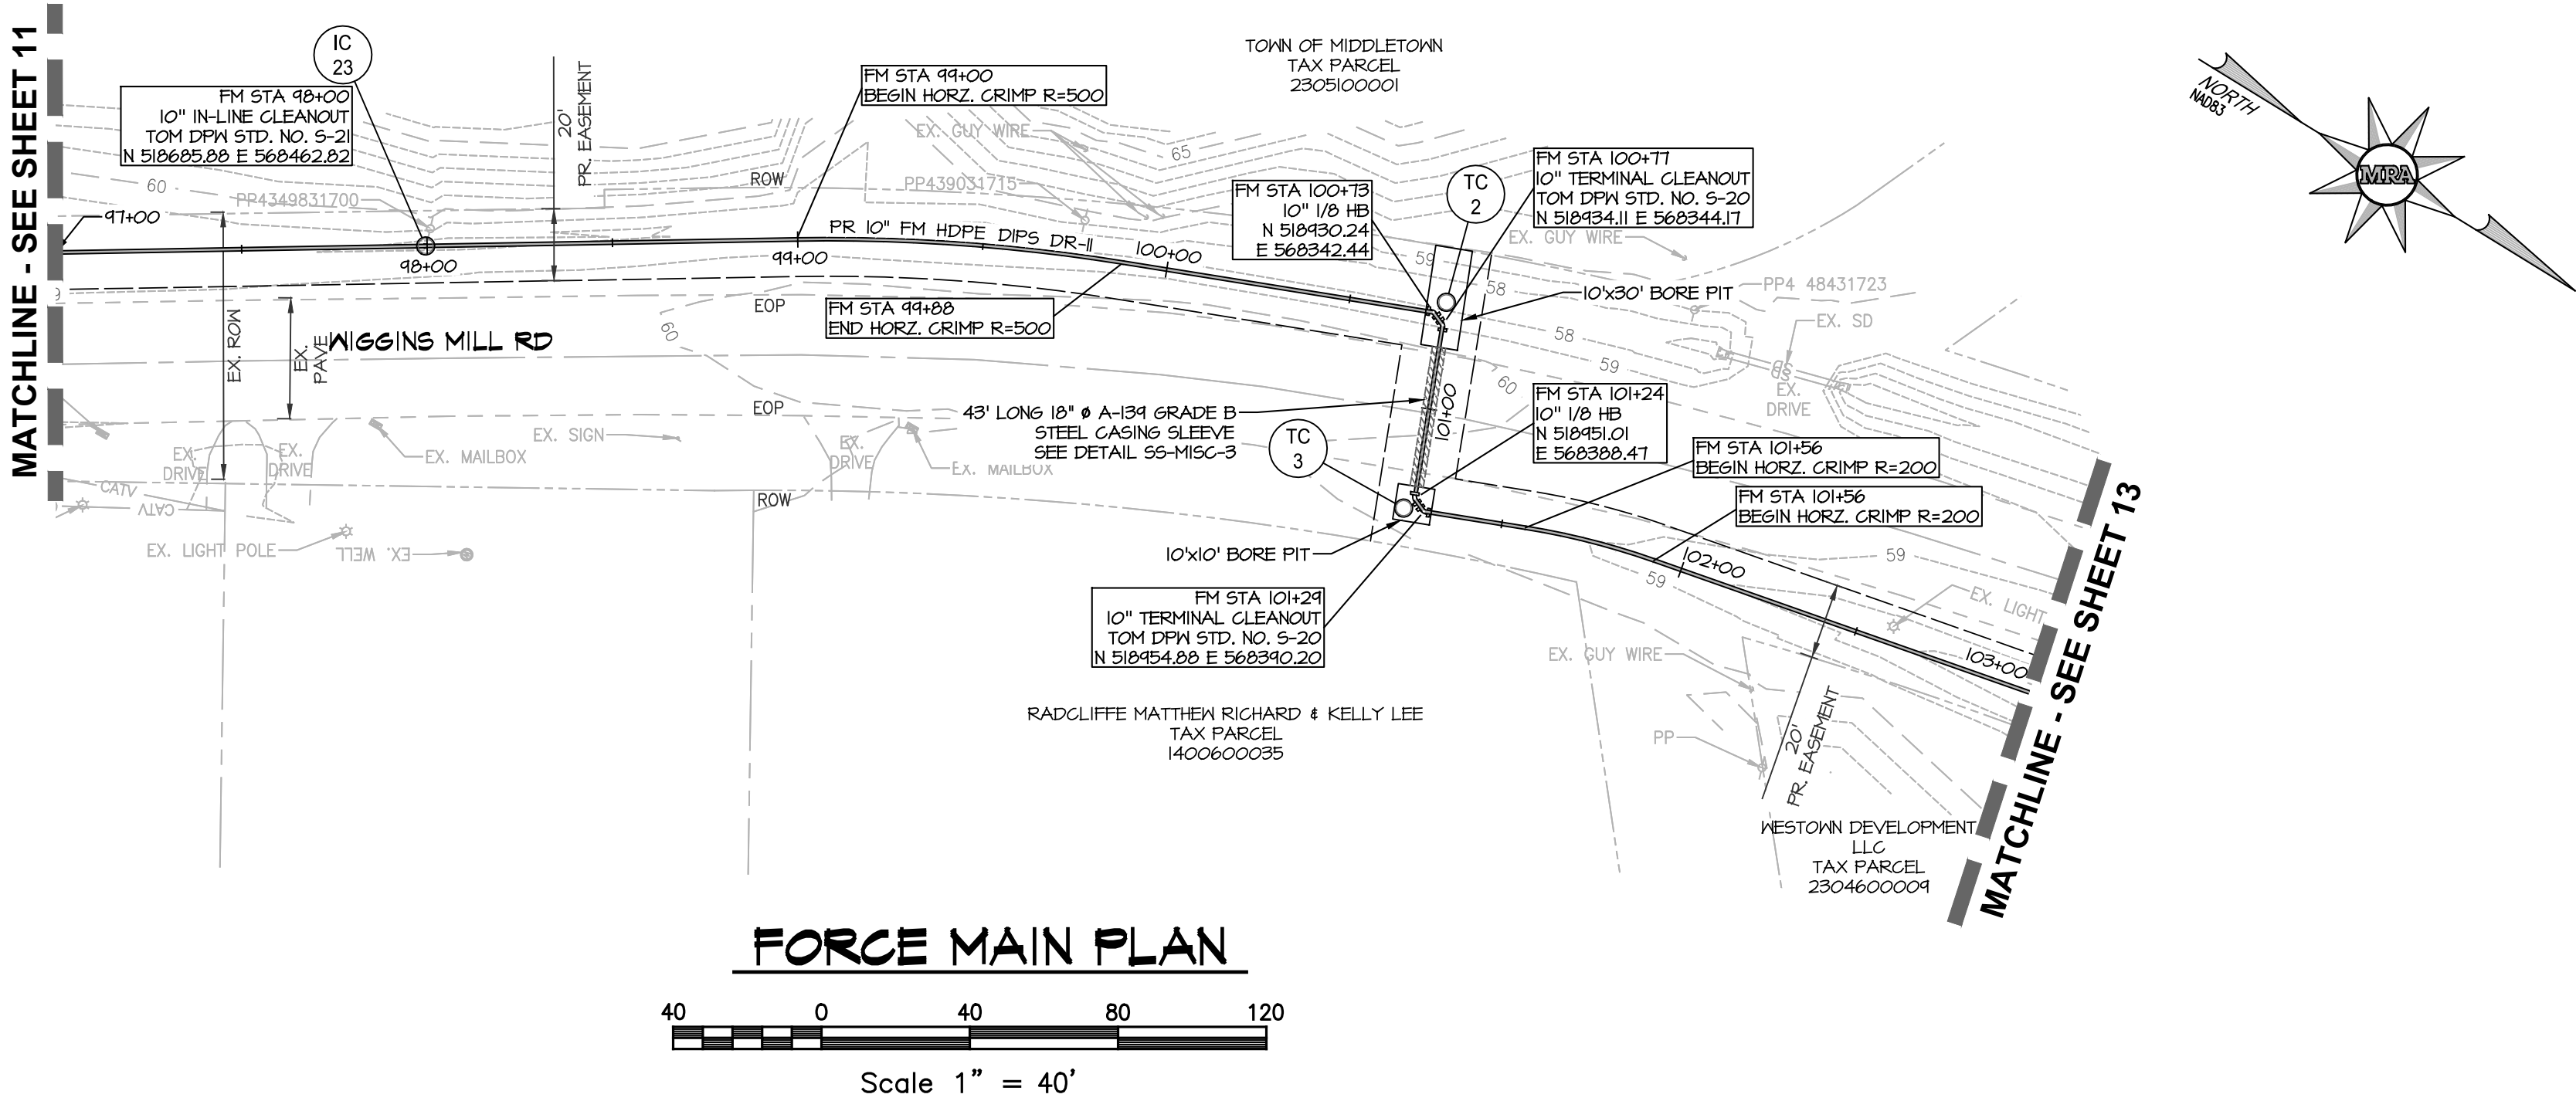 MATCHLINE - SEE SHEET 11
IC
23
FM STA 98+00
10" IN-LINE CLEANOUT
TOM DPW STD. NO. S-21
N 518685.88 E 568462.82
20'
PR. EASEMENT
FM STA 99+00
BEGIN HORZ. CRIMP R=500
TOWN OF MIDDLETOWN
TAX PARCEL
2305100001
NORTH
NAD83
MRA
EX. GUY WIRE
65
60
PP4349831700
ROW
PP439031715
FM STA 100+73
10" 1/8 HB
N 518930.24
E 568342.44
TC
2
FM STA 100+77
10" TERMINAL CLEANOUT
TOM DPW STD. NO. S-20
N 518934.11 E 568344.17
EX. GUY WIRE
97+00
98+00
99+00
PR 10" FM HDPE DIPS DR-11
100+00
59
58
10'x30' BORE PIT
PP4 48431723
EX. SD
SD
9
EOP
60
FM STA 99+88
END HORZ. CRIMP R=500
EX. ROW
EX.
PAVE
WIGGINS MILL RD
58
59
60
EX.
DRIVE
EOP
43' LONG 18" ø A-139 GRADE B
STEEL CASING SLEEVE
SEE DETAIL SS-MISC-3
101+00
FM STA 101+24
10" 1/8 HB
N 518951.01
E 568388.47
TC
3
FM STA 101+56
BEGIN HORZ. CRIMP R=200
FM STA 101+56
BEGIN HORZ. CRIMP R=200
EX.
DRIVE
EX.
DRIVE
EX. MAILBOX
EX. SIGN
EX.
DRIVE
EX. MAILBOX
CATV
CATV
ROW
EX. LIGHT POLE
EX. WELL
10'x10' BORE PIT
102+00
59
59
EX. LIGHT
FM STA 101+29
10" TERMINAL CLEANOUT
TOM DPW STD. NO. S-20
N 518954.88 E 568390.20
EX. GUY WIRE
103+00
PP
20'
PR. EASEMENT
RADCLIFFE MATTHEW RICHARD & KELLY LEE
TAX PARCEL
1400600035
WESTOWN DEVELOPMENT
LLC
TAX PARCEL
2304600009
MATCHLINE - SEE SHEET 13
FORCE MAIN PLAN
40 0 40 80 120
Scale 1" = 40'